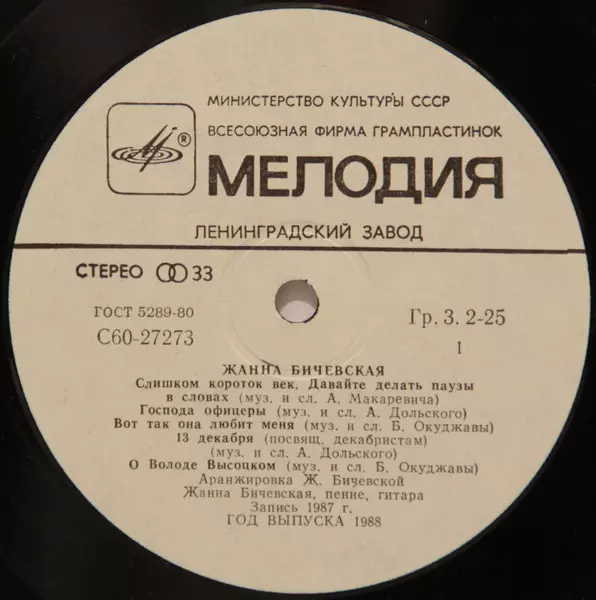 МИНИСТЕРСТВО КУЛЬТУРЫ СССР
ВСЕСОЮЗНАЯ ФИРМА ГРАМПЛАСТИНОК
®
МЕЛОДИЯ
ЛЕНИНГРАДСКИЙ ЗАВОД
СТЕРЕО 33
ГОСТ 5289-80
Гр. 3. 2-25
С60-27273
1
ЖАННА БИЧЕВСКАЯ
Слишком короток век. Давайте делать паузы
в словах (муз. и сл. А. Макаревича)
Господа офицеры (муз. и сл. А. Дольского)
Вот так она любит меня (муз. и сл. Б. Окуджавы)
13 декабря (посвящ. декабристам)
(муз. и сл. А. Дольского)
О Володе Высоцком (муз. и сл. Б. Окуджавы)
Аранжировка Ж. Бичевской
Жанна Бичевская, пение, гитара
Запись 1987 г.
ГОД ВЫПУСКА 1988